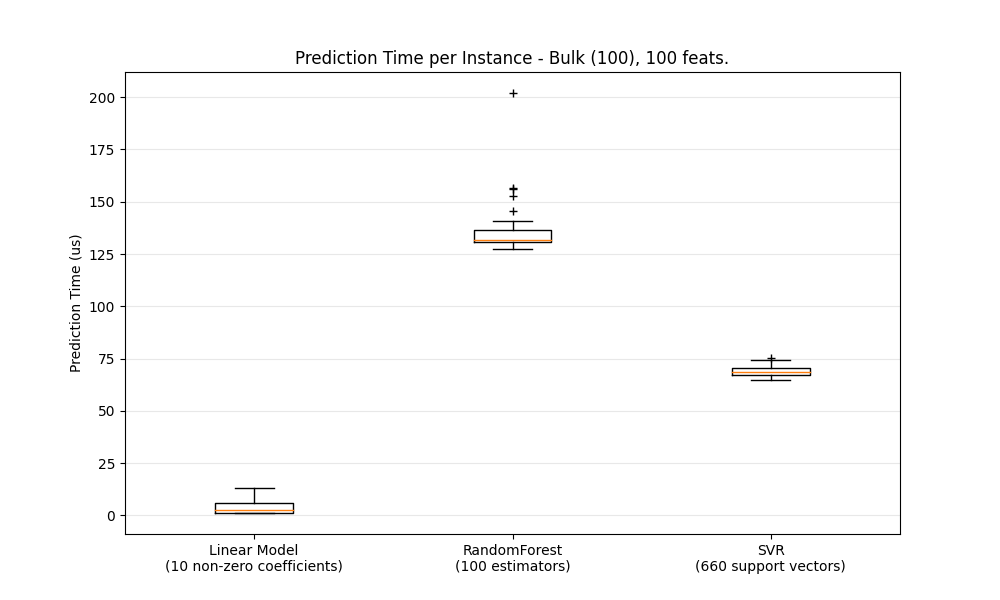 Prediction Time per Instance - Bulk (100), 100 feats.
200
175
150
125
100
75
50
25
0
Prediction Time (us)
Linear Model
(10 non-zero coefficients)
RandomForest
(100 estimators)
SVR
(660 support vectors)